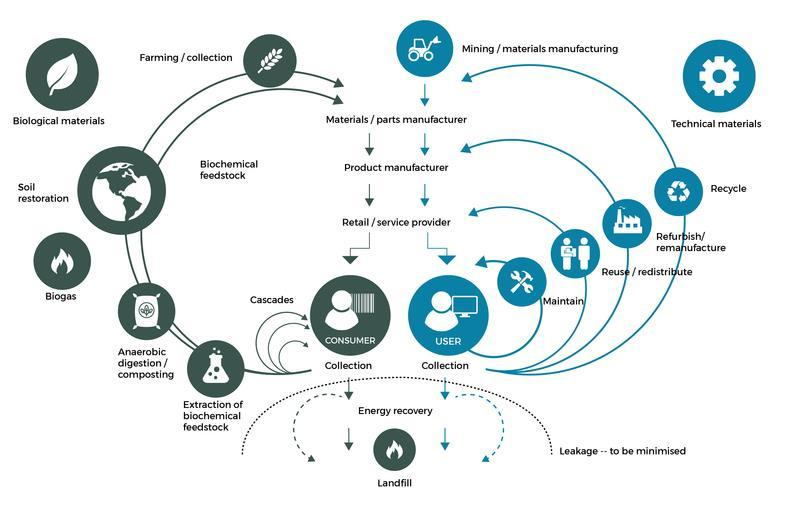 Farming / collection
Mining / materials manufacturing
Biological materials
Technical materials
Materials / parts manufacturer
Biochemical
feedstock
Product manufacturer
Soil
restoration
Recycle
Retail / service provider
Refurbish/
remanufacture
Reuse / redistribute
Biogas
Cascades
Maintain
CONSUMER
USER
Anaerobic
digestion /
composting
Collection
Collection
Extraction of
biochemical
feedstock
Energy recovery
Leakage -- to be minimised
Landfill